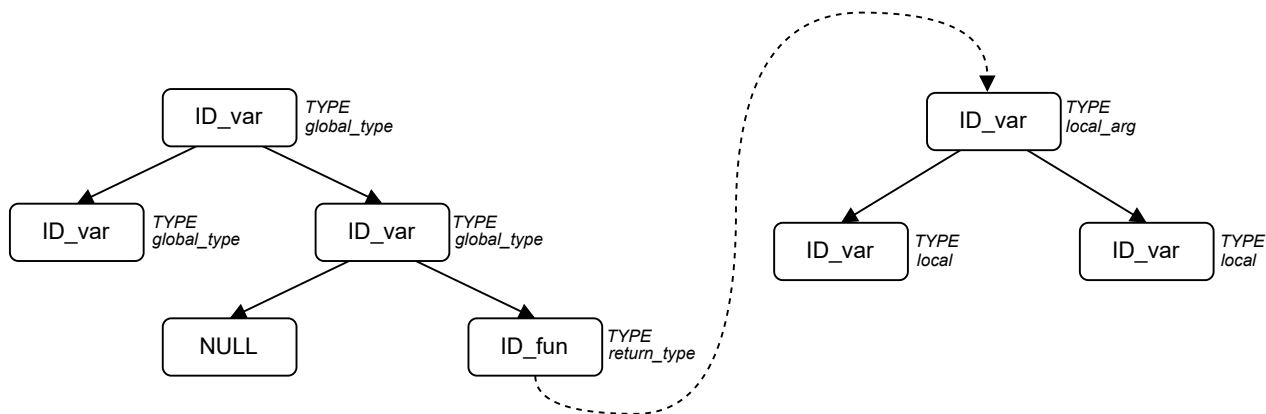 ID_var
TYPE
global_type
ID_var
TYPE
local_arg
ID_var
TYPE
global_type
ID_var
TYPE
global_type
ID_var
TYPE
local
ID_var
TYPE
local
NULL
ID_fun
TYPE
return_type